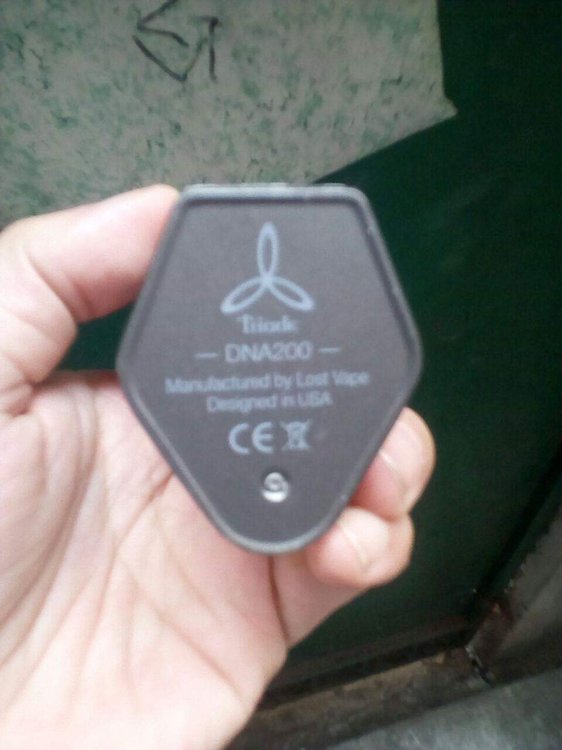 Triade
— DNA200 —
Manufactured by Lost Vape
Designed in USA
CE